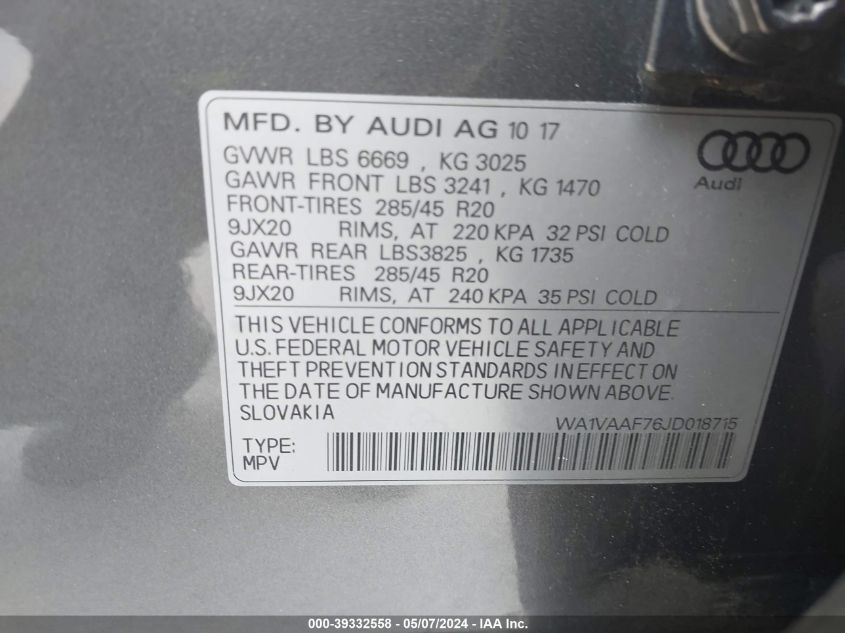 MFD. BY AUDI AG 10 17
GVWR LBS 6669 , KG 3025
GAWR FRONT LBS 3241 , KG 1470
FRONT-TIRES 285/45 R20
9JX20 RIMS, AT 220 KPA 32 PSI COLD
GAWR REAR LBS3825 , KG 1735
REAR-TIRES 285/45 R20
9JX20 RIMS, AT 240 KPA 35 PSI COLD
Audi
THIS VEHICLE CONFORMS TO ALL APPLICABLE
U.S. FEDERAL MOTOR VEHICLE SAFETY AND
THEFT PREVENTION STANDARDS IN EFFECT ON
THE DATE OF MANUFACTURE SHOWN ABOVE.
SLOVAKIA
WA1VAAF76JD018715
TYPE:
MPV
000-39332558 - 05/07/2024 - IAA Inc.